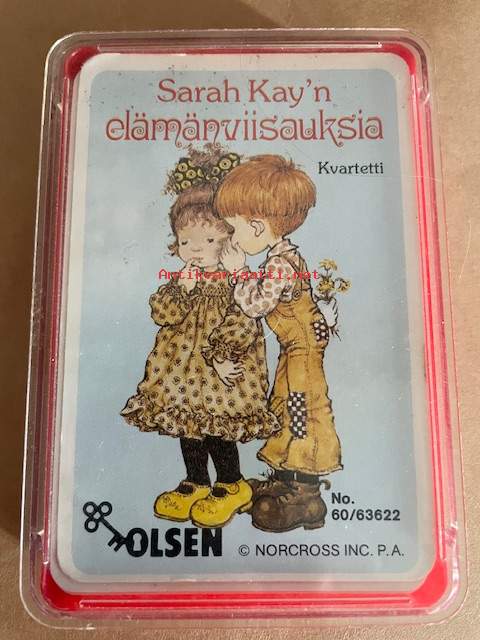 Sarah Kay'n
elämänviisauksia
Kvartetti
Antikvariaatti.net
No.
60/63622
OLSEN © NORCROSS INC. P.A.